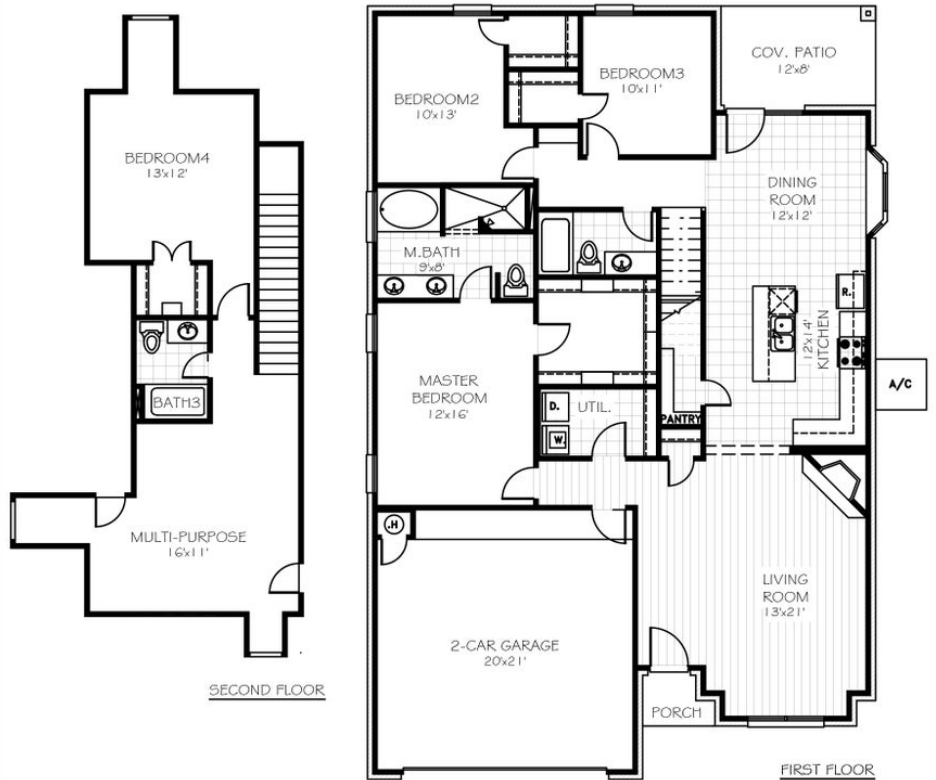 BEDROOM4
13'x12'
BATH3
MULTI-PURPOSE
16'x11'
SECOND FLOOR
COV. PATIO
12'x8'
BEDROOM3
10'x11'
BEDROOM2
10'x13'
DINING
ROOM
12'x12'
M.BATH
9'x8'
R.
12'x14'
KITCHEN
A/C
MASTER
BEDROOM
12'x16'
D.
UTIL.
W.
PANTRY
.H
LIVING
ROOM
13'x21'
2-CAR GARAGE
20'x21'
PORCH
FIRST FLOOR